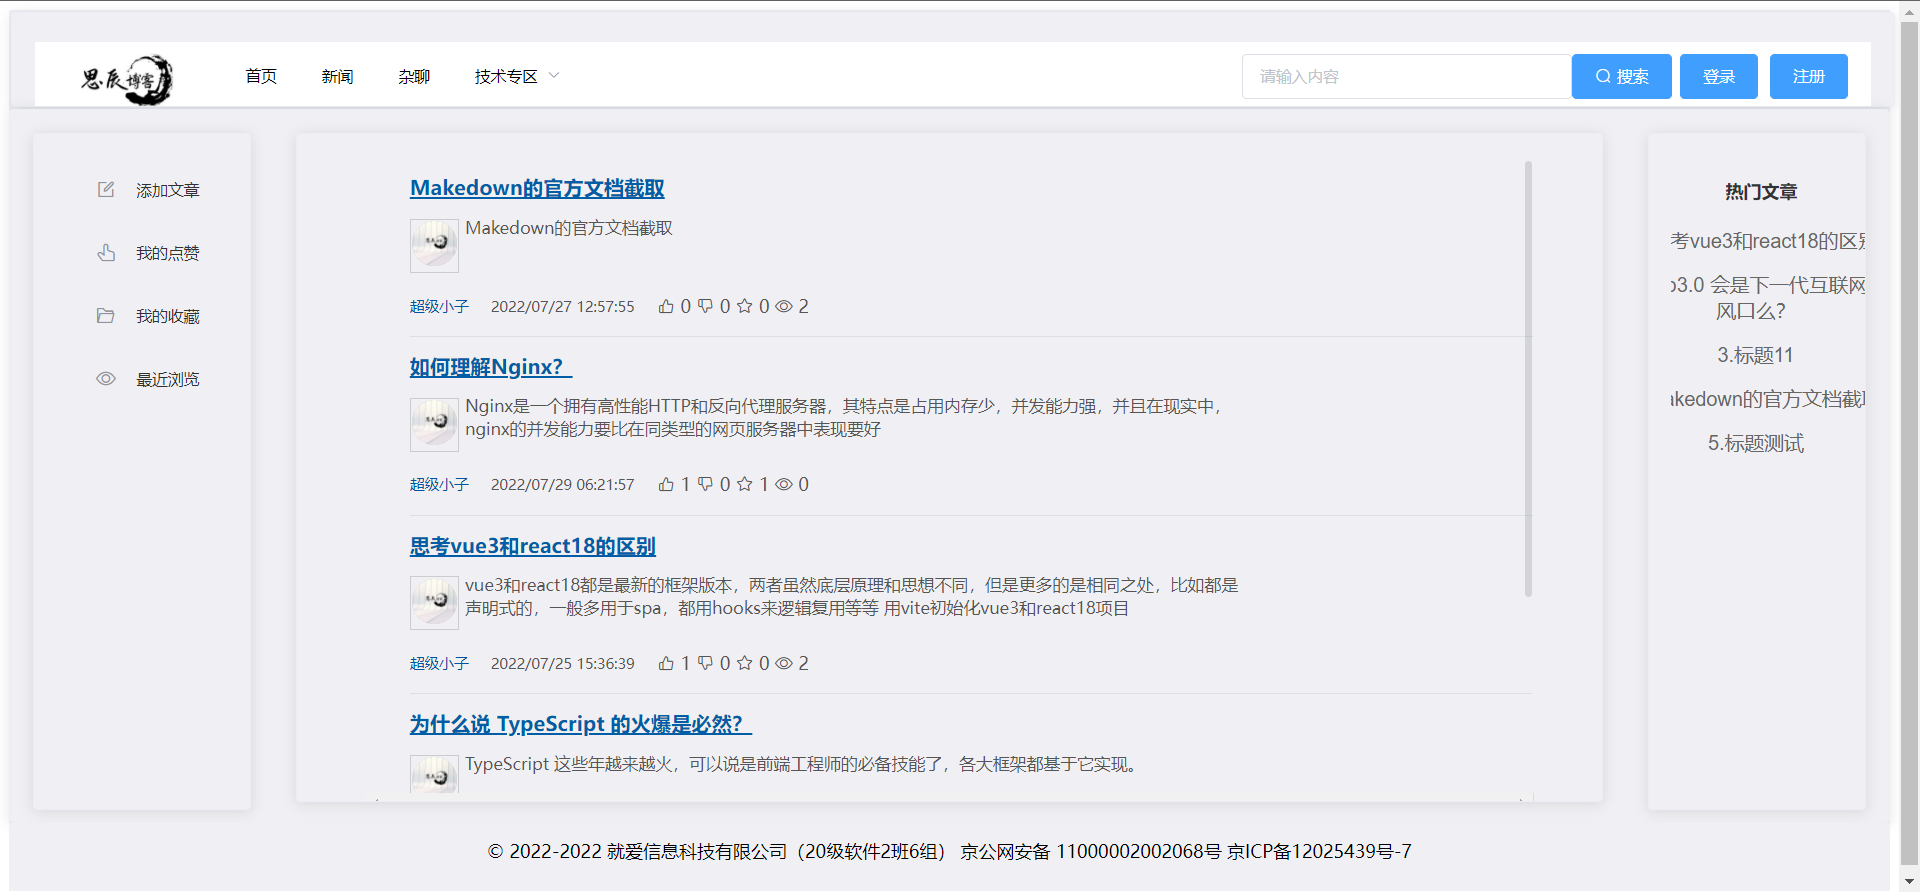 思辰博客
首页 新闻 杂聊 技术专区
请输入内容 搜索 登录 注册
添加文章
我的点赞
我的收藏
最近浏览
Makedown的官方文档截取
Makedown的官方文档截取
超级小子 2022/07/27 12:57:55 0 0 0 2
如何理解Nginx？
Nginx是一个拥有高性能HTTP和反向代理服务器，其特点是占用内存少，并发能力强，并且在现实中，
nginx的并发能力要比在同类型的网页服务器中表现要好
超级小子 2022/07/29 06:21:57 1 0 1 0
思考vue3和react18的区别
vue3和react18都是最新的框架版本，两者虽然底层原理和思想不同，但是更多的是相同之处，比如都是
声明式的，一般多用于spa，都用hooks来逻辑复用等等 用vite初始化vue3和react18项目
超级小子 2022/07/25 15:36:39 1 0 0 2
为什么说 TypeScript 的火爆是必然？
TypeScript 这些年越来越火，可以说是前端工程师的必备技能了，各大框架都基于它实现。
热门文章
考vue3和react18的区别
3.0 会是下一代互联网
风口么？
3.标题11
akedown的官方文档截取
5.标题测试
© 2022-2022 就爱信息科技有限公司（20级软件2班6组） 京公网安备 11000002002068号 京ICP备12025439号-7